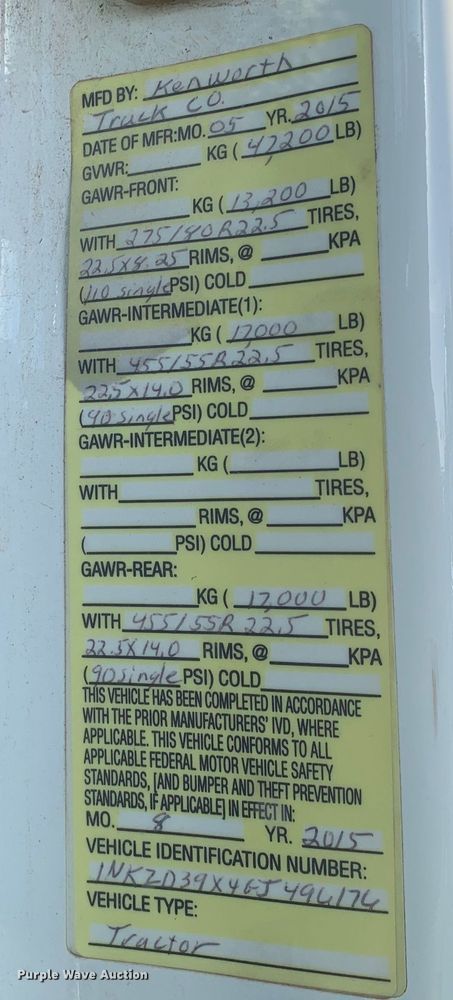 MFD BY: Kenworth
Truck CO.
DATE OF MFR:MO. 05 YR. 2015
GVWR: KG ( 47,200 LB)
GAWR-FRONT:
KG ( 13,200 LB)
WITH 275/80R22.5 TIRES,
22.5x8.25 RIMS, @ KPA
(110 single PSI) COLD
GAWR-INTERMEDIATE(1):
KG ( 17,000 LB)
WITH 455/55R22.5 TIRES,
22.5x14.0 RIMS, @ KPA
(90 single PSI) COLD
GAWR-INTERMEDIATE(2):
KG ( LB)
WITH TIRES,
RIMS, @ KPA
( PSI) COLD
GAWR-REAR:
KG ( 17,000 LB)
WITH 455/55R22.5 TIRES,
22.5X14.0 RIMS, @ KPA
(90single PSI) COLD
THIS VEHICLE HAS BEEN COMPLETED IN ACCORDANCE
WITH THE PRIOR MANUFACTURERS' IVD, WHERE
APPLICABLE. THIS VEHICLE CONFORMS TO ALL
APPLICABLE FEDERAL MOTOR VEHICLE SAFETY
STANDARDS, [AND BUMPER AND THEFT PREVENTION
STANDARDS, IF APPLICABLE] IN EFFECT IN:
MO. 8 YR. 2015
VEHICLE IDENTIFICATION NUMBER:
1NKZD39X4GJ494174
VEHICLE TYPE:
Tractor
Purple Wave Auction